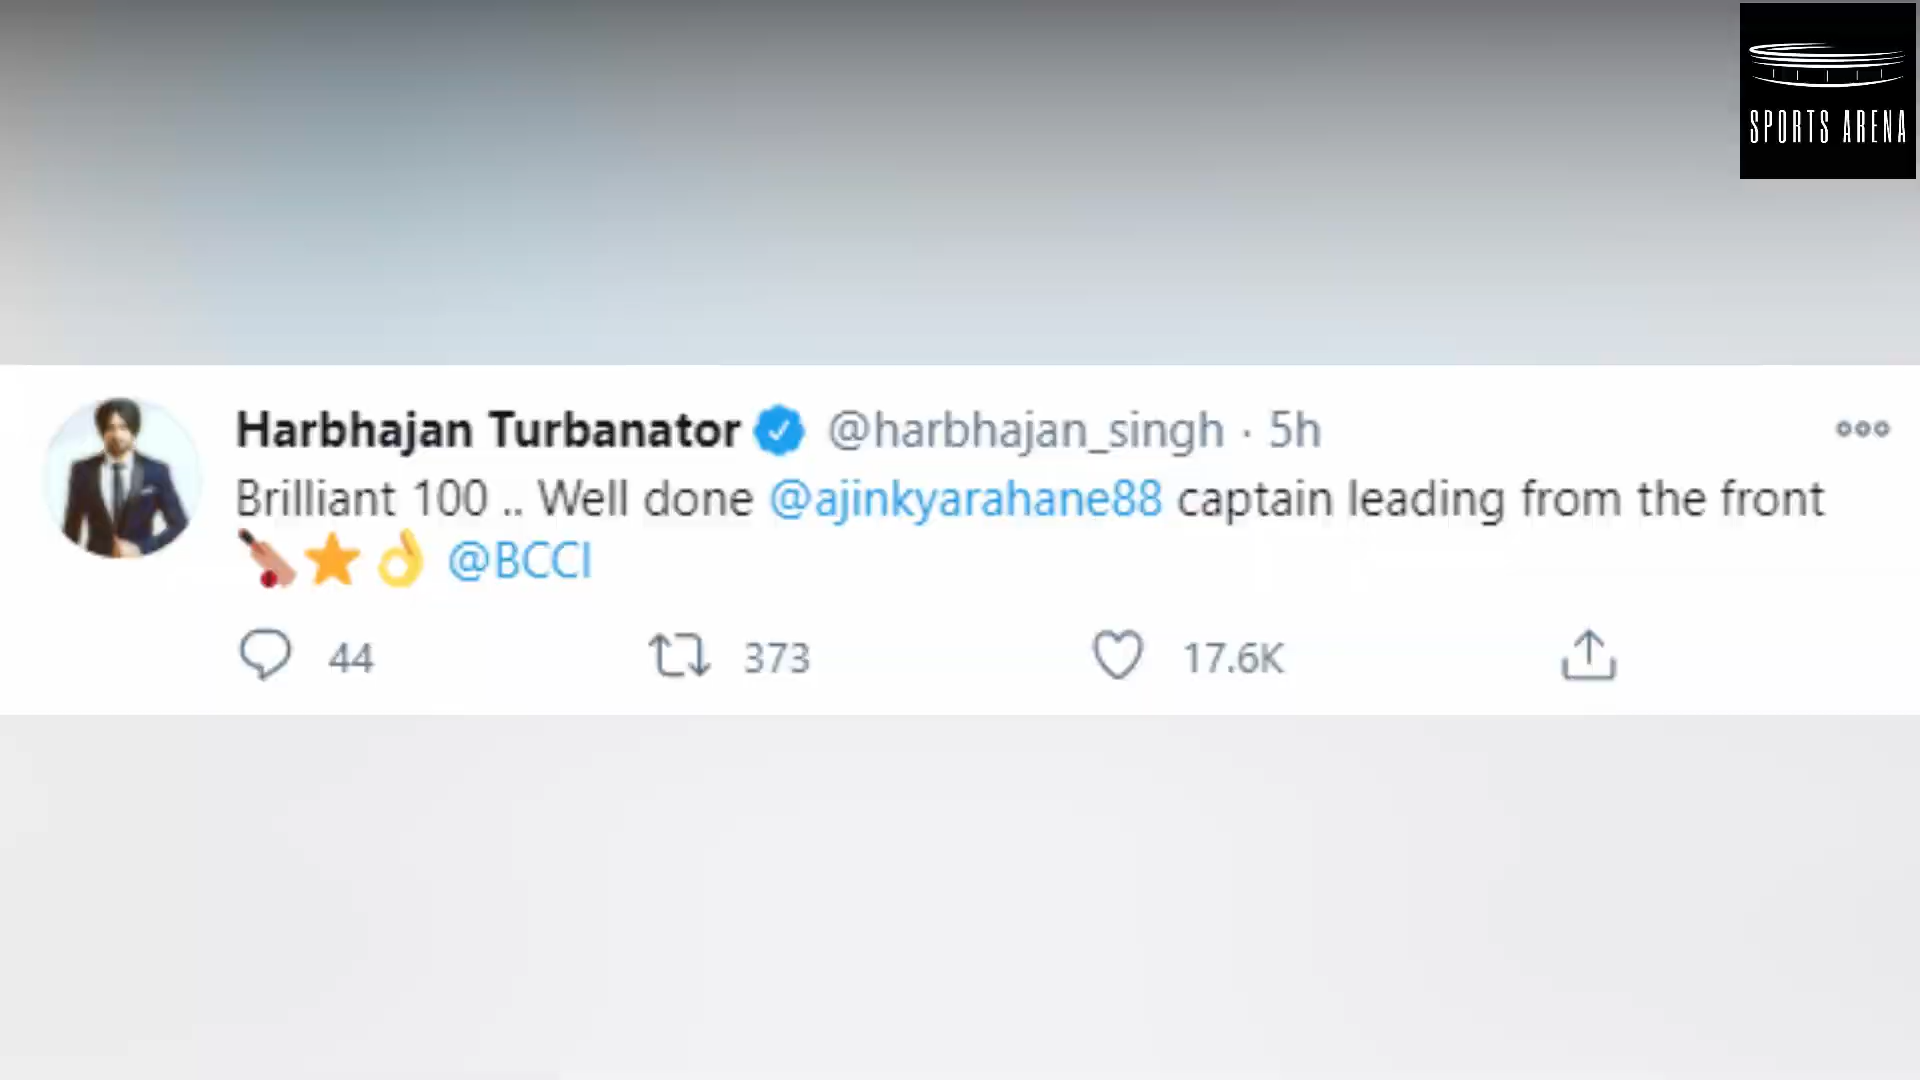 SPORTS ARENA
Harbhajan Turbanator @harbhajan_singh · 5h
Brilliant 100 .. Well done @ajinkyarahane88 captain leading from the front
🏏⭐👌 @BCCI
44 373 17.6K